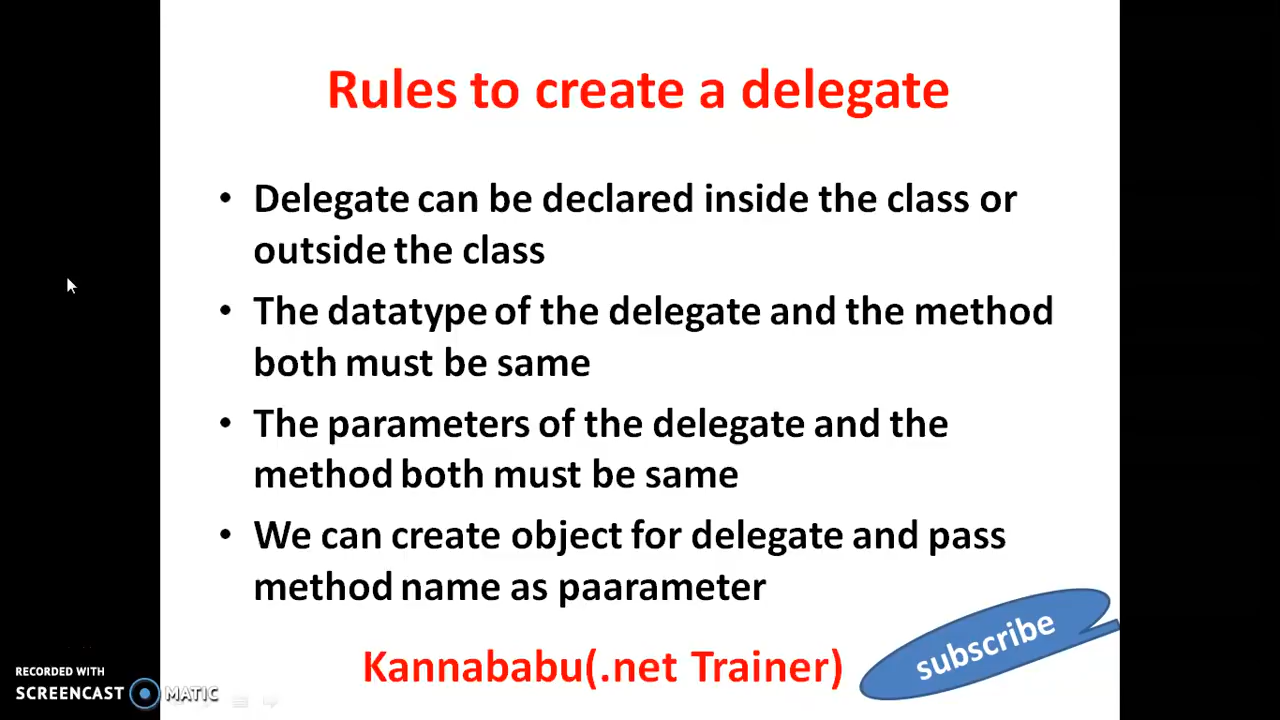 Rules to create a delegate
• Delegate can be declared inside the class or
outside the class
• The datatype of the delegate and the method
both must be same
• The parameters of the delegate and the
method both must be same
• We can create object for delegate and pass
method name as paarameter
subscribe
Kannababu(.net Trainer)
RECORDED WITH
SCREENCAST MATIC